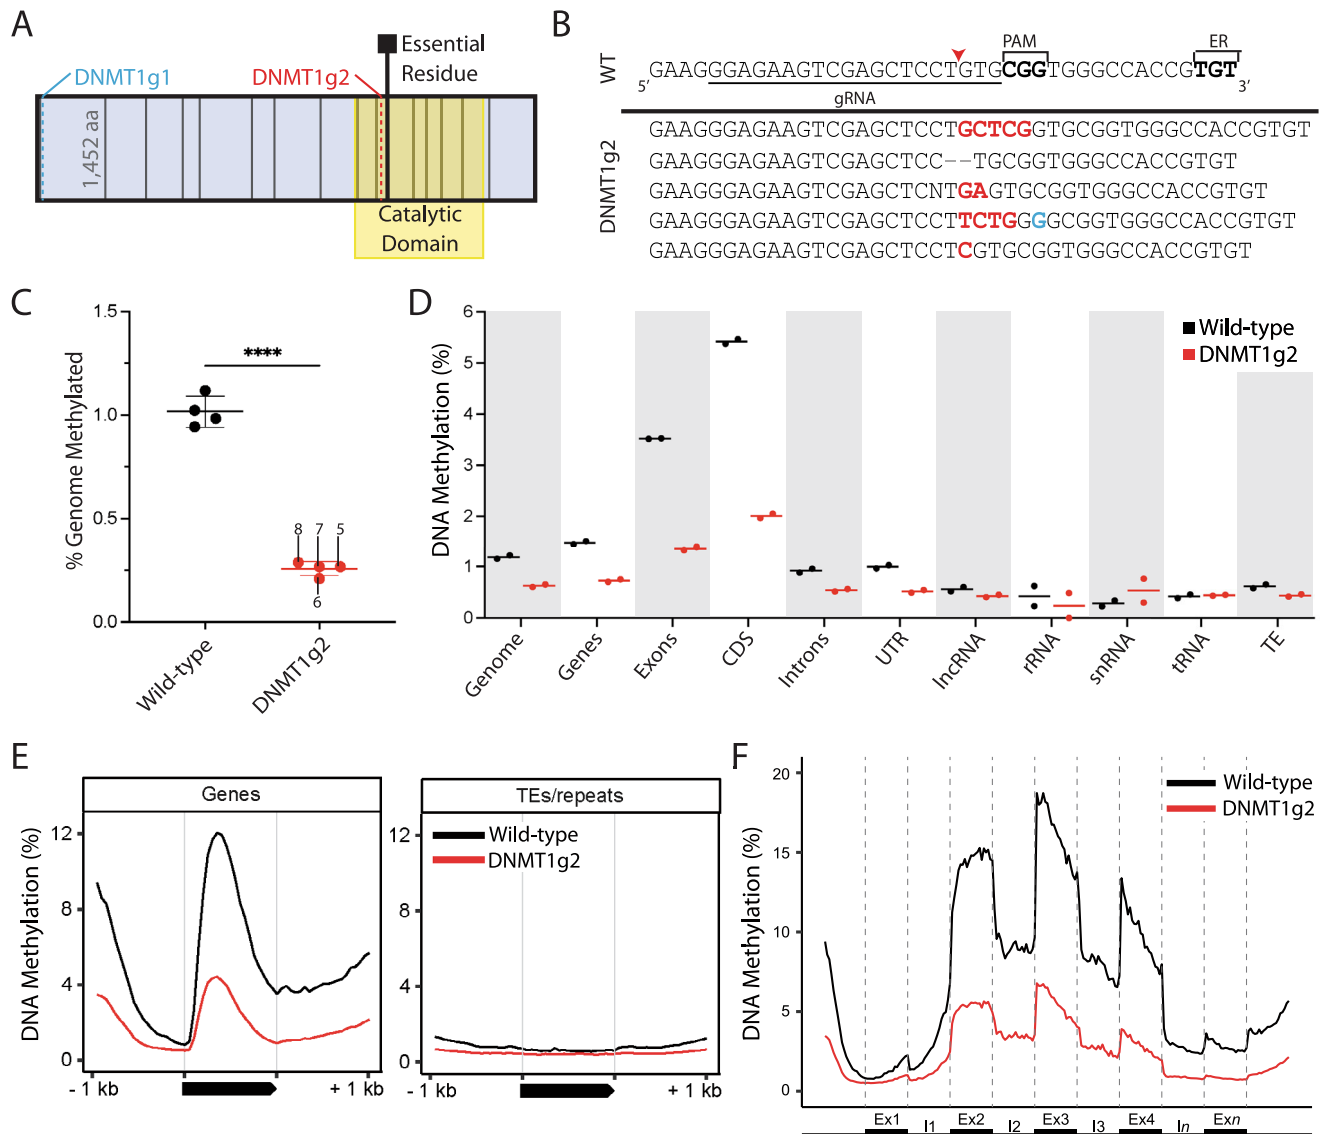 A
DNMT1g1
DNMT1g2
Essential
Residue
1,452 aa
Catalytic
Domain
B
PAM
ER
WT
5′
GAAGGGAGAAGTCGAGCTCCTGTGCGGTGGGCCACCGTGT
3′
gRNA
DNMT1g2
GAAGGGAGAAGTCGAGCTCCTGCTCGGTGCGGTGGGCCACCGTGT
GAAGGGAGAAGTCGAGCTCC--TGCGGTGGGCCACCGTGT
GAAGGGAGAAGTCGAGCTCNTGAGTGCGGTGGGCCACCGTGT
GAAGGGAGAAGTCGAGCTCCTTCTGGGGCGGTGGGCCACCGTGT
GAAGGGAGAAGTCGAGCTCCTCGTGCGGTGGGCCACCGTGT
C
% Genome Methylated
1.5
1.0
0.5
0.0
****
8 7 5
6
Wild-type
DNMT1g2
D
DNA Methylation (%)
6
5
4
3
2
1
0
Wild-type
DNMT1g2
Genome
Genes
Exons
CDS
Introns
UTR
lncRNA
rRNA
snRNA
tRNA
TE
E
DNA Methylation (%)
Genes
12
8
4
0
- 1 kb
+ 1 kb
TEs/repeats
12
8
4
0
Wild-type
DNMT1g2
- 1 kb
+ 1 kb
F
DNA Methylation (%)
20
15
10
5
0
Wild-type
DNMT1g2
Ex1 I1 Ex2 I2 Ex3 I3 Ex4 In Exn